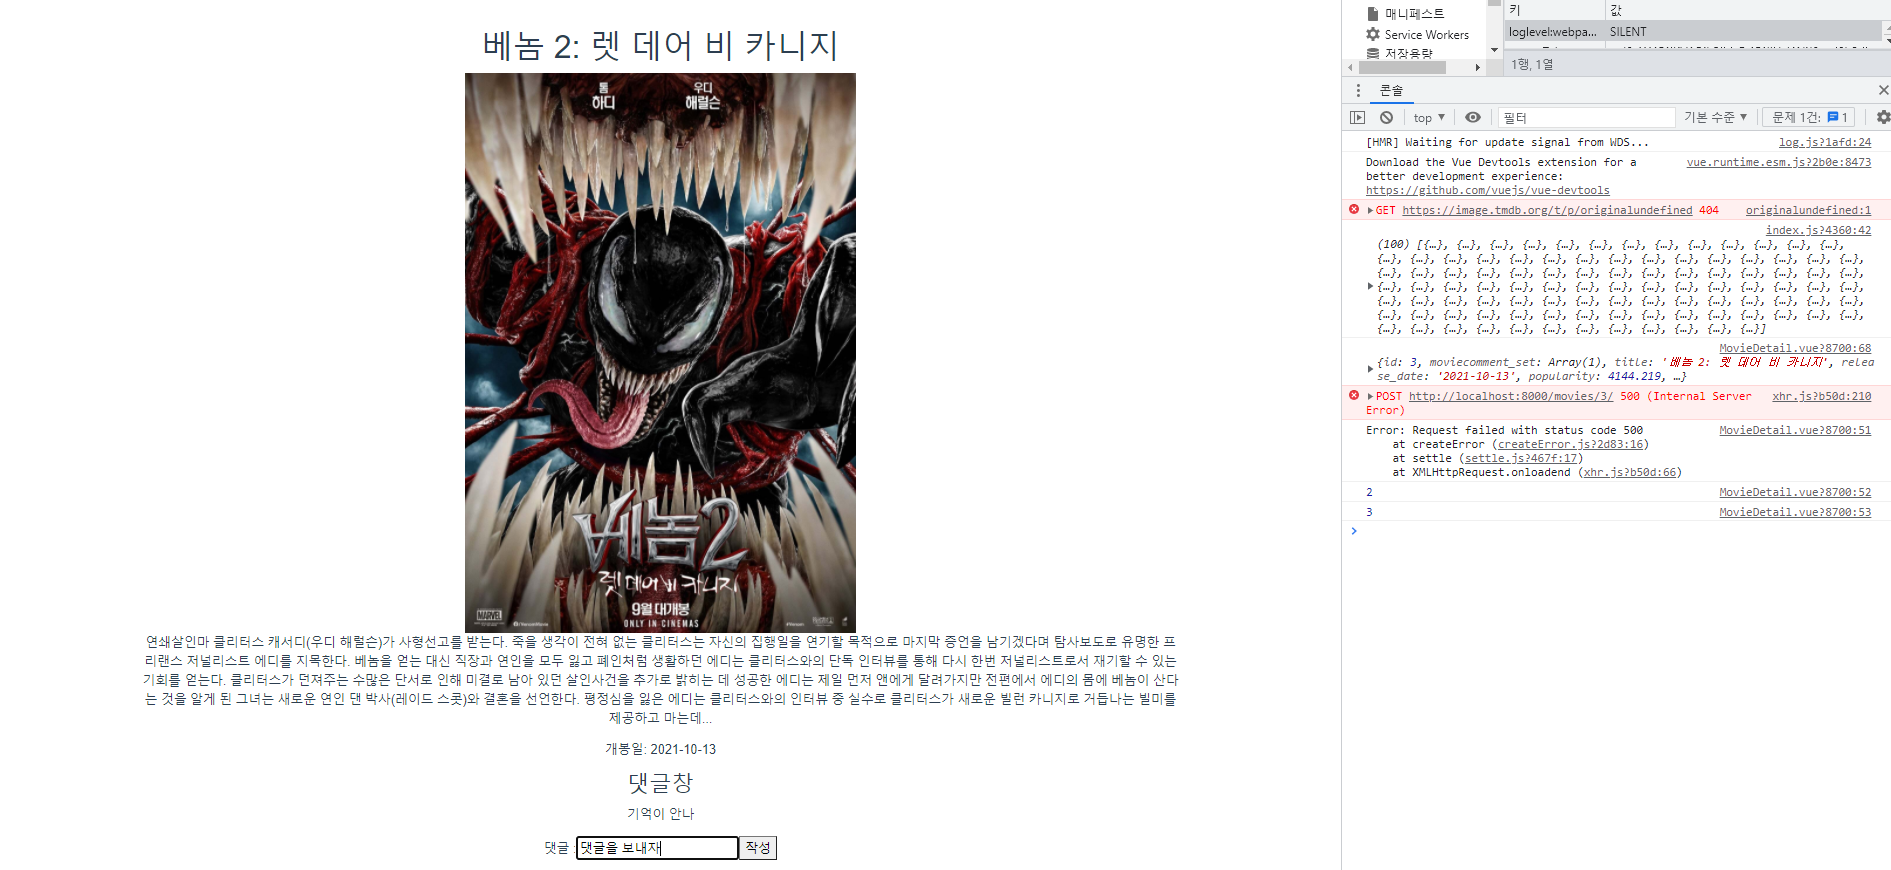 베놈 2: 렛 데어 비 카니지
톰 하디
우디 해럴슨
베놈2
렛 데어 비 카니지
9월 대개봉
ONLY IN CINEMAS
MARVEL
연쇄살인마 클리터스 캐서디(우디 해럴슨)가 사형선고를 받는다. 죽을 생각이 전혀 없는 클리터스는 자신의 집행일을 연기할 목적으로 마지막 증언을 남기겠다며 탐사보도로 유명한 프
리랜스 저널리스트 에디를 지목한다. 베놈을 얻는 대신 직장과 연인을 모두 잃고 폐인처럼 생활하던 에디는 클리터스와의 단독 인터뷰를 통해 다시 한번 저널리스트로서 재기할 수 있는
기회를 얻는다. 클리터스가 던져주는 수많은 단서로 인해 미결로 남아 있던 살인사건을 추가로 밝히는 데 성공한 에디는 제일 먼저 앤에게 달려가지만 전편에서 에디의 몸에 베놈이 산다
는 것을 알게 된 그녀는 새로운 연인 댄 박사(레이드 스콧)와 결혼을 선언한다. 평정심을 잃은 에디는 클리터스와의 인터뷰 중 실수로 클리터스가 새로운 빌런 카니지로 거듭나는 빌미를
제공하고 마는데...
개봉일: 2021-10-13
댓글창
기억이 안나
댓글 : 댓글을 보내자 작성
매니페스트
Service Workers
저장용량
키 값
loglevel:webpa... SILENT
1행, 1열
콘솔
top ▼ 필터 기본 수준 ▼ 문제 1건: 1
[HMR] Waiting for update signal from WDS... log.js?1afd:24
Download the Vue Devtools extension for a vue.runtime.esm.js?2b0e:8473
better development experience:
https://github.com/vuejs/vue-devtools
GET https://image.tmdb.org/t/p/originalundefined 404 originalundefined:1
index.js?4360:42
(100) [{…}, {…}, {…}, {…}, {…}, {…}, {…}, {…}, {…}, {…}, {…}, {…}, {…},
{…}, {…}, {…}, {…}, {…}, {…}, {…}, {…}, {…}, {…}, {…}, {…}, {…}, {…}, {…},
{…}, {…}, {…}, {…}, {…}, {…}, {…}, {…}, {…}, {…}, {…}, {…}, {…}, {…}, {…},
{…}, {…}, {…}, {…}, {…}, {…}, {…}, {…}, {…}, {…}, {…}, {…}, {…}, {…}, {…},
{…}, {…}, {…}, {…}, {…}, {…}, {…}, {…}, {…}, {…}, {…}, {…}, {…}, {…}, {…},
{…}, {…}, {…}, {…}, {…}, {…}, {…}, {…}, {…}, {…}, {…}, {…}, {…}, {…}, {…},
{…}, {…}, {…}, {…}, {…}, {…}, {…}, {…}, {…}, {…}, {…}, {…}]
MovieDetail.vue?8700:68
{id: 3, moviecomment_set: Array(1), title: '베놈 2: 렛 데어 비 카니지', relea
se_date: '2021-10-13', popularity: 4144.219, …}
POST http://localhost:8000/movies/3/ 500 (Internal Server xhr.js?b50d:210
Error)
Error: Request failed with status code 500 MovieDetail.vue?8700:51
at createError (createError.js?2d83:16)
at settle (settle.js?467f:17)
at XMLHttpRequest.onloadend (xhr.js?b50d:66)
2 MovieDetail.vue?8700:52
3 MovieDetail.vue?8700:53